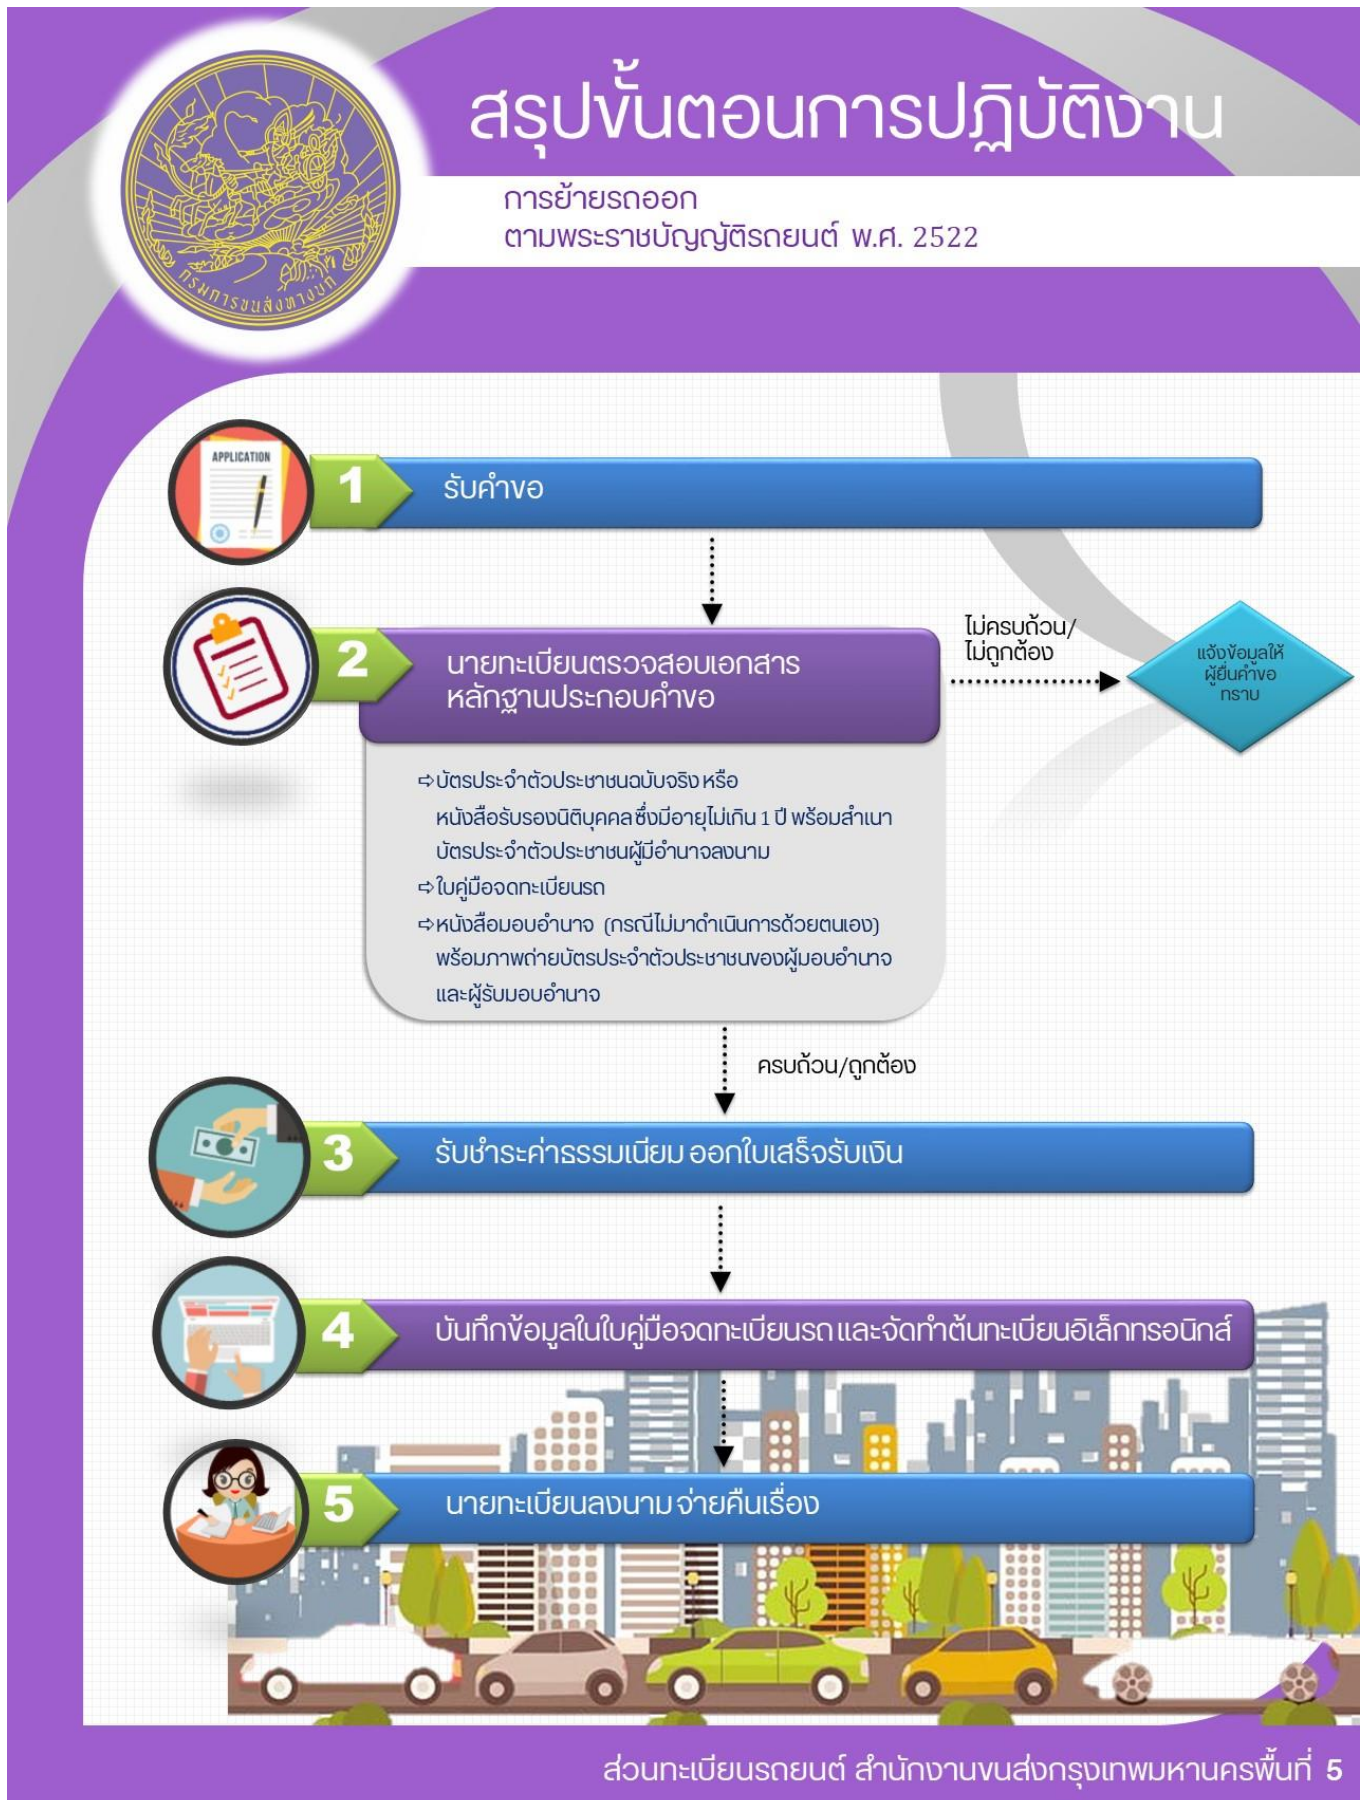 สรุปขั้นตอนการปฏิบัติงาน
การย้ายรถออก
ตามพระราชบัญญัติรถยนต์ พ.ศ. 2522
กรมการขนส่งทางบก
APPLICATION
1
รับคำขอ
2
นายทะเบียนตรวจสอบเอกสาร
หลักฐานประกอบคำขอ
ไม่ครบถ้วน/
ไม่ถูกต้อง
แจ้งข้อมูลให้
ผู้ยื่นคำขอ
ทราบ
⇨บัตรประจำตัวประชาชนฉบับจริง หรือ
หนังสือรับรองนิติบุคคล ซึ่งมีอายุไม่เกิน 1 ปี พร้อมสำเนา
บัตรประจำตัวประชาชนผู้มีอำนาจลงนาม
⇨ใบคู่มือจดทะเบียนรถ
⇨หนังสือมอบอำนาจ (กรณีไม่มาดำเนินการด้วยตนเอง)
พร้อมภาพถ่ายบัตรประจำตัวประชาชนของผู้มอบอำนาจ
และผู้รับมอบอำนาจ
ครบถ้วน/ถูกต้อง
3
รับชำระค่าธรรมเนียม ออกใบเสร็จรับเงิน
4
บันทึกข้อมูลในใบคู่มือจดทะเบียนรถ และจัดทำต้นทะเบียนอิเล็กทรอนิกส์
5
นายทะเบียนลงนาม จ่ายคืนเรื่อง
ส่วนทะเบียนรถยนต์ สำนักงานขนส่งกรุงเทพมหานครพื้นที่ 5